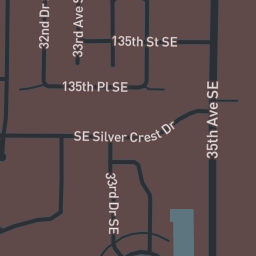 32nd Dr
33rd Ave S
135th St SE
135th Pl SE
35th Ave SE
SE Silver Crest Dr
33rd Dr SE